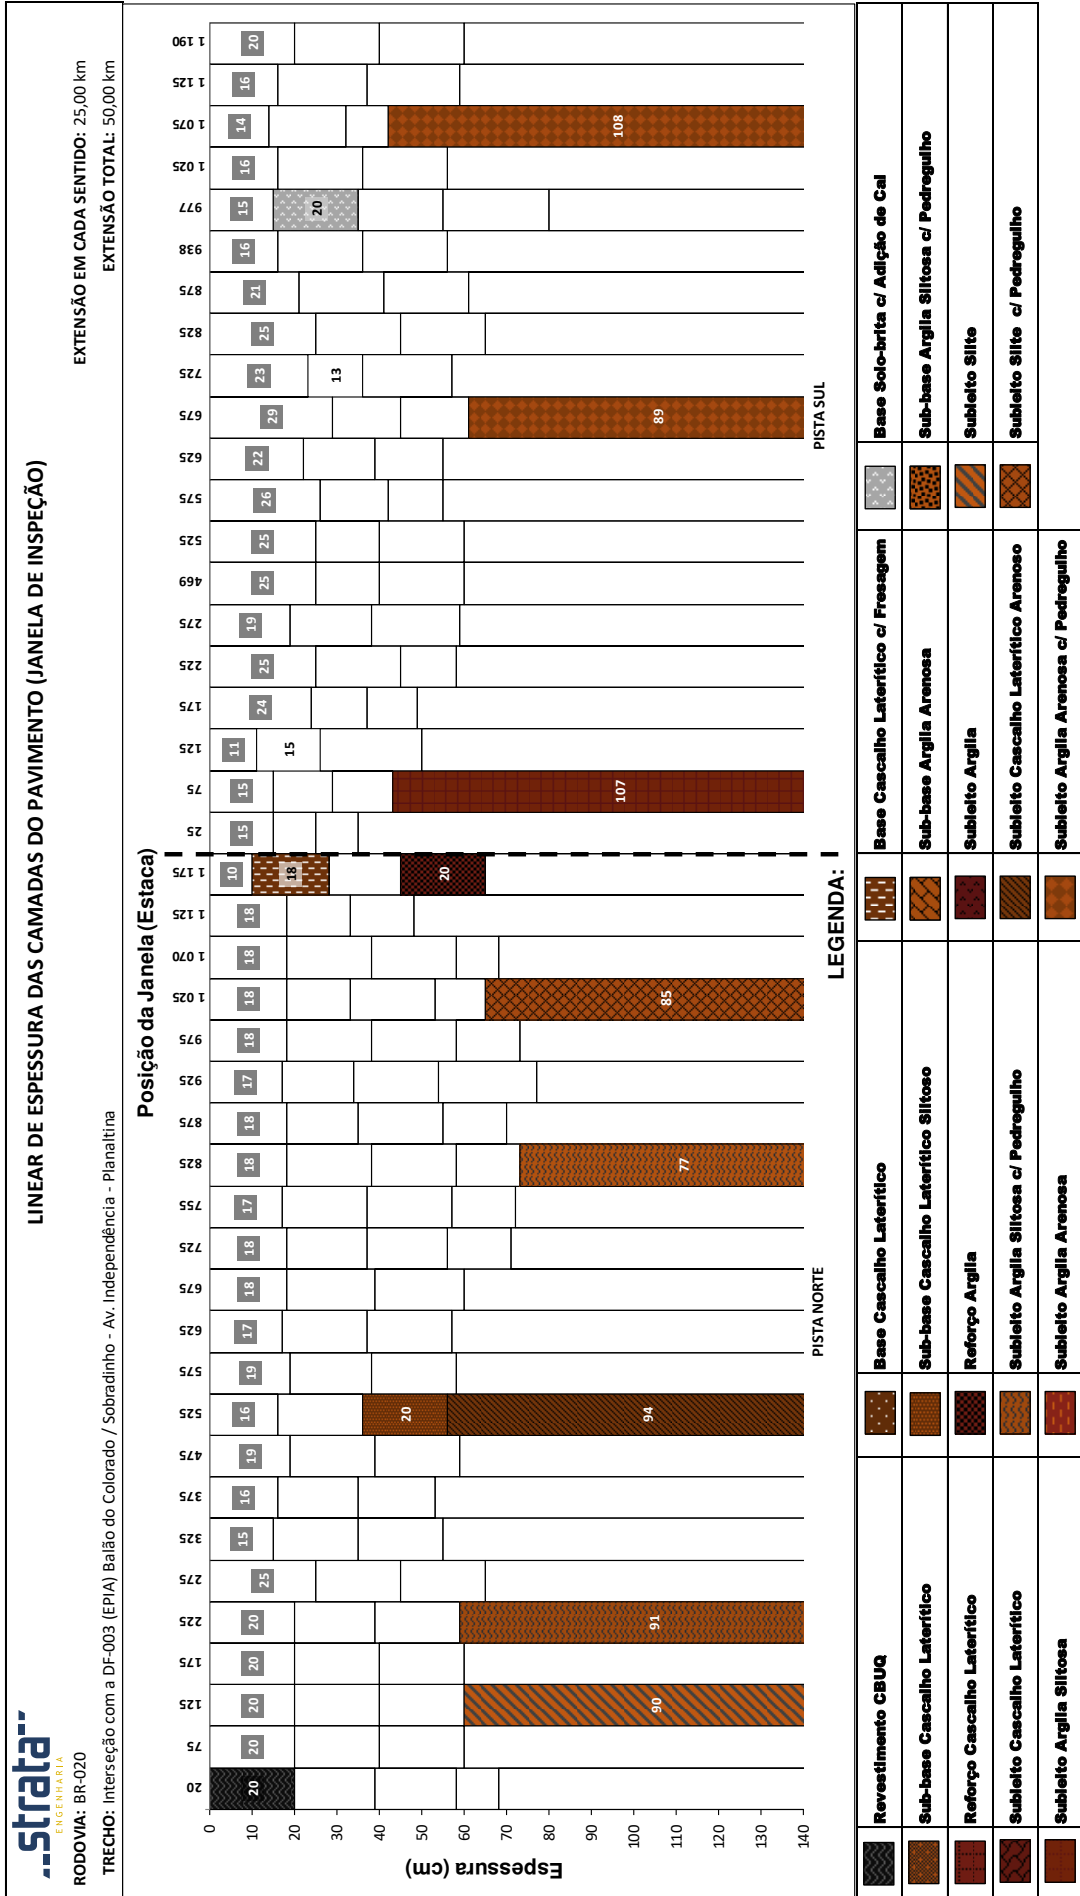 LINEAR DE ESPESSURA DAS CAMADAS DO PAVIMENTO (JANELA DE INSPEÇÃO)
strata
ENGENHARIA
RODOVIA: BR-020
EXTENSÃO EM CADA SENTIDO: 25,00 km
TRECHO: Interseção com a DF-003 (EPIA) Balão do Colorado / Sobradinho - Av. Independência - Planaltina
EXTENSÃO TOTAL: 50,00 km
Posição da Janela (Estaca)
20 75 125 175 225 275 325 375 475 525 575 625 675 725 755 825 875 925 975 1 025 1 070 1 125 1 175 25 75 125 175 225 275 469 525 575 625 675 725 825 875 938 977 1 025 1 075 1 125 1 190
20 20 20 20 20 25 15 16 19 16 19 17 18 18 17 18 18 17 18 18 18 18 10 15 15 11 24 25 19 25 25 26 22 29 23 25 21 16 15 16 14 16 20
18 15 13 20
20 20
90 91 94 77 85 107 89 108
Espessura (cm)
0
10
20
30
40
50
60
70
80
90
100
110
120
130
140
PISTA NORTE
PISTA SUL
LEGENDA:
Revestimento CBUQ
Base Cascalho Laterítico
Base Cascalho Laterítico c/ Fresagem
Base Solo-brita c/ Adição de Cal
Sub-base Cascalho Laterítico
Sub-base Cascalho Laterítico Siltoso
Sub-base Argila Arenosa
Sub-base Argila Siltosa c/ Pedregulho
Reforço Cascalho Laterítico
Reforço Argila
Subleito Argila
Subleito Silte
Subleito Cascalho Laterítico
Subleito Argila Siltosa c/ Pedregulho
Subleito Cascalho Laterítico Arenoso
Subleito Silte c/ Pedregulho
Subleito Argila Siltosa
Subleito Argila Arenosa
Subleito Argila Arenosa c/ Pedregulho